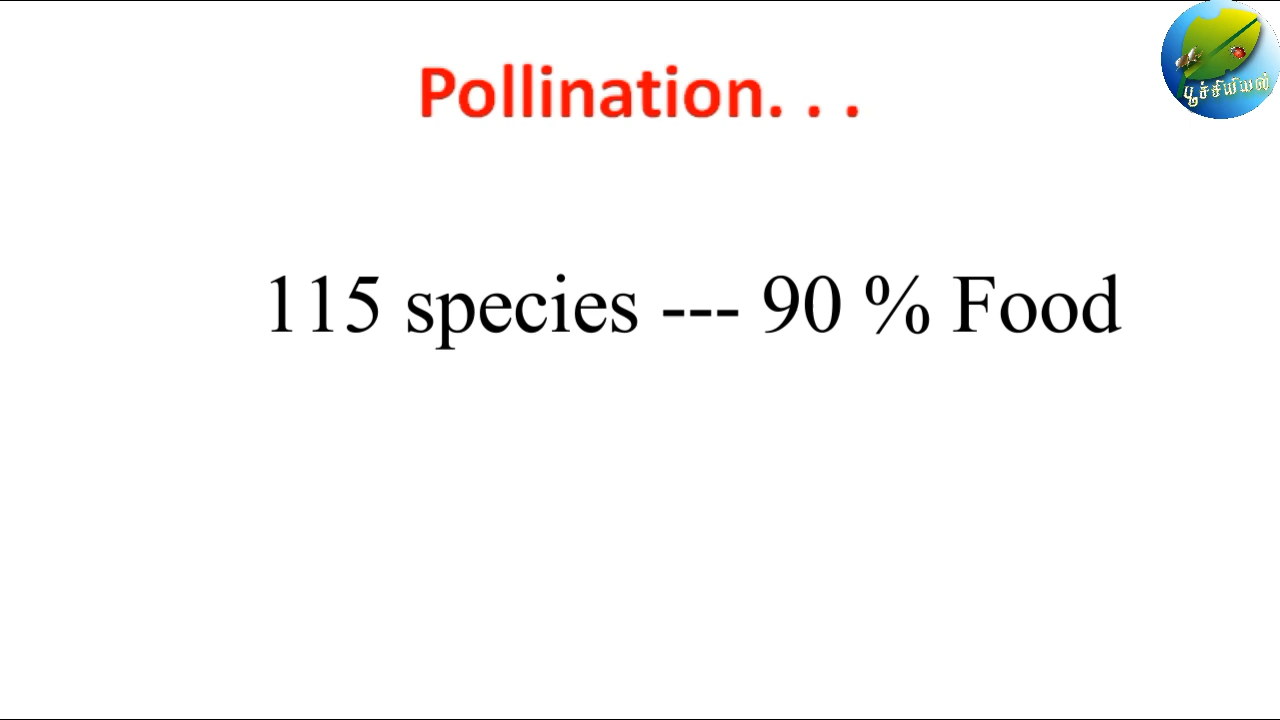 பூச்சியியல்
Pollination. . .
115 species --- 90 % Food